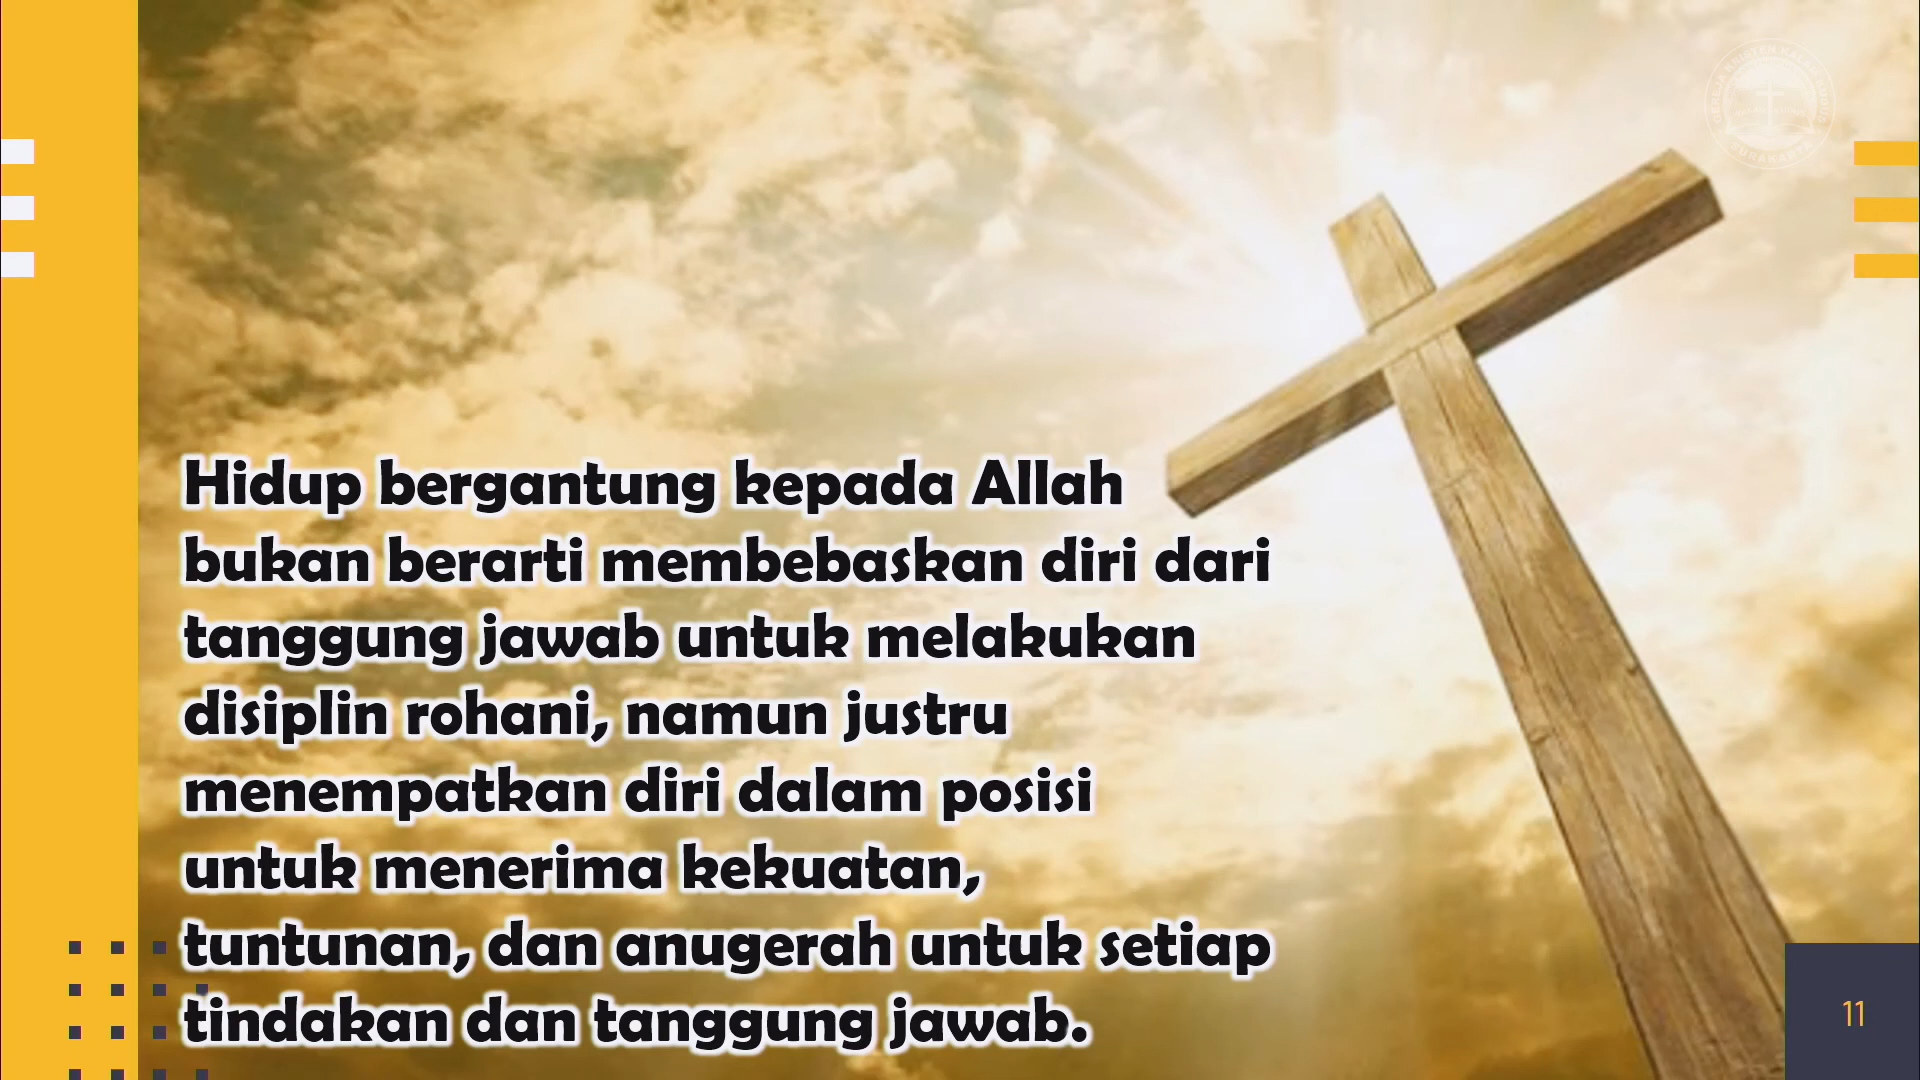 Hidup bergantung kepada Allah
bukan berarti membebaskan diri dari
tanggung jawab untuk melakukan
disiplin rohani, namun justru
menempatkan diri dalam posisi
untuk menerima kekuatan,
tuntunan, dan anugerah untuk setiap
tindakan dan tanggung jawab.
SURAKARTA
11